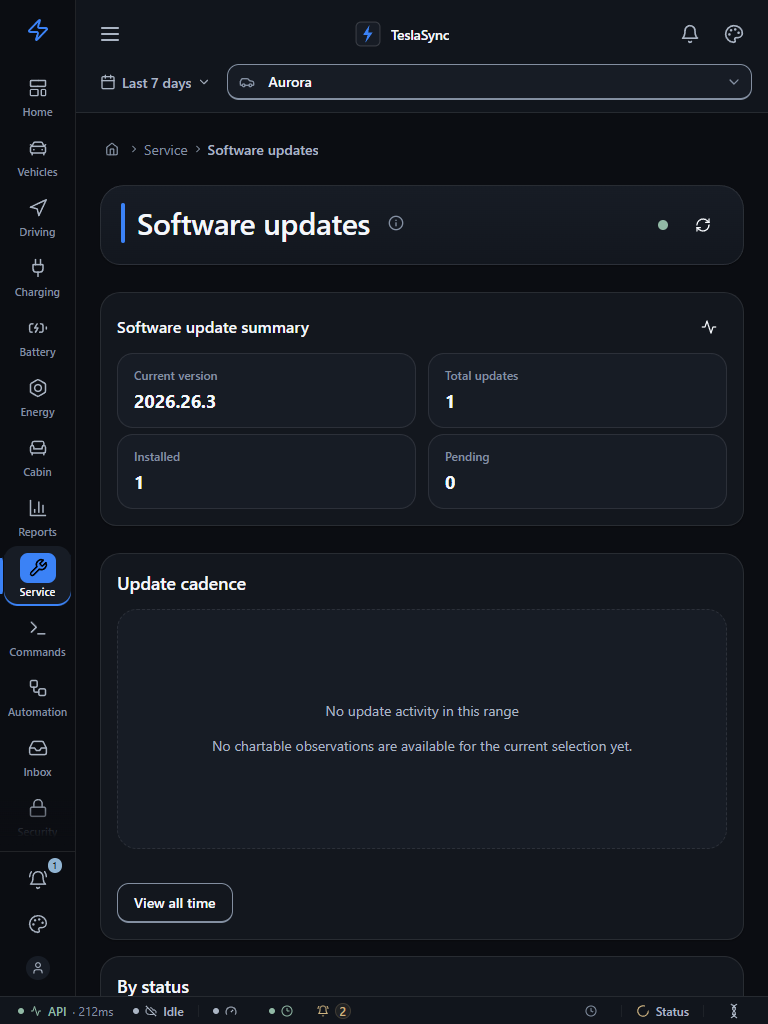 TeslaSync
Last 7 days
Aurora
Home
Vehicles
Driving
Charging
Battery
Energy
Cabin
Reports
Service
Commands
Automation
Inbox
Security
1
Service
Software updates
Software updates
Software update summary
Current version
2026.26.3
Total updates
1
Installed
1
Pending
0
Update cadence
No update activity in this range
No chartable observations are available for the current selection yet.
View all time
By status
API · 212ms
Idle
2
Status